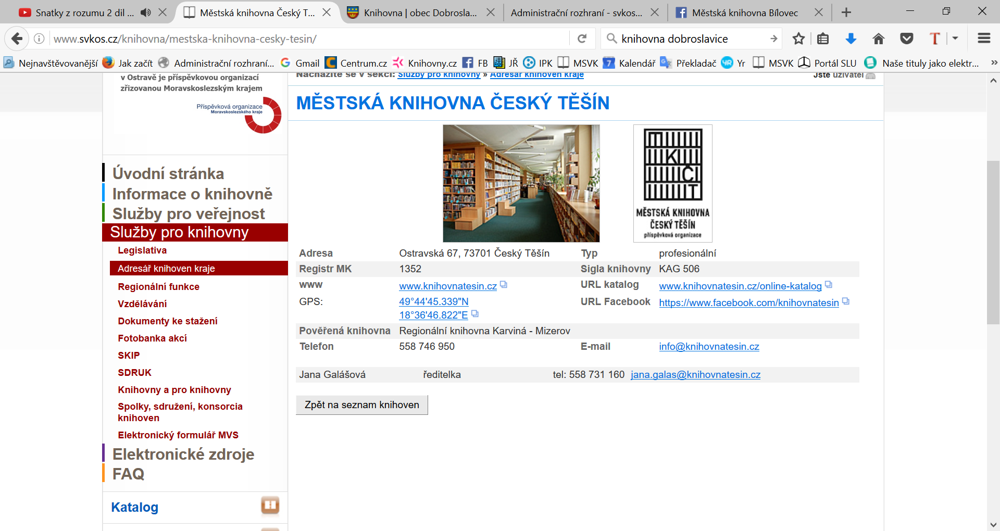 Snatky z rozumu 2 dil ...
Městská knihovna Český T...
Knihovna | obec Dobrosla...
Administrační rozhraní - svkos...
Městská knihovna Bílovec
www.svkos.cz/knihovna/mestska-knihovna-cesky-tesin/
knihovna dobroslavice
Nejnavštěvovanější
Jak začít
Administrační rozhraní...
Gmail
Centrum.cz
Knihovny.cz
FB
JŘ
IPK
MSVK
7 Kalendář
Překladač
YR Yr
MSVK
Portál SLU
Naše tituly jako elektr...
v Ostravě je příspěvkovou organizací
zřizovanou Moravskoslezským krajem
Příspěvková organizace
Moravskoslezského kraje
Nacházíte se v sekci: Služby pro knihovny » Adresář knihoven kraje
Jste uživatel
MĚSTSKÁ KNIHOVNA ČESKÝ TĚŠÍN
K
Č
T
MĚSTSKÁ KNIHOVNA
ČESKÝ TĚŠÍN
příspěvková organizace
Úvodní stránka
Informace o knihovně
Služby pro veřejnost
Služby pro knihovny
Legislativa
Adresář knihoven kraje
Regionální funkce
Vzdělávání
Dokumenty ke stažení
Fotobanka akcí
SKIP
SDRUK
Knihovny a pro knihovny
Spolky, sdružení, konsorcia
knihoven
Elektronický formulář MVS
Elektronické zdroje
FAQ
Katalog
Adresa Ostravská 67, 73701 Český Těšín Typ profesionální
Registr MK 1352 Sigla knihovny KAG 506
www www.knihovnatesin.cz URL katalog www.knihovnatesin.cz/online-katalog
GPS: 49°44'45.339"N URL Facebook https://www.facebook.com/knihovnatesin
18°36'46.822"E
Pověřená knihovna Regionální knihovna Karviná - Mizerov
Telefon 558 746 950 E-mail info@knihovnatesin.cz
Jana Galášová ředitelka tel: 558 731 160 jana.galas@knihovnatesin.cz
Zpět na seznam knihoven